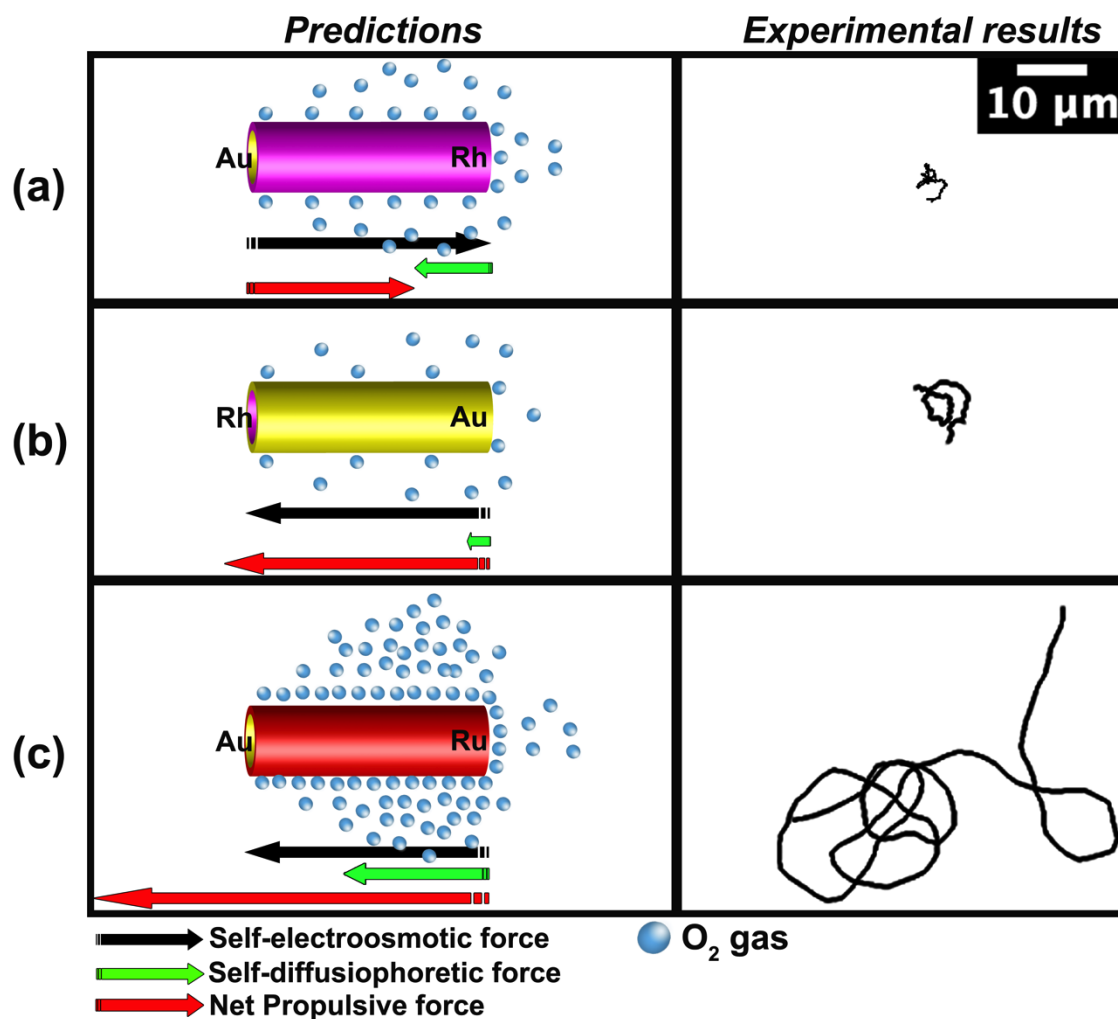 Predictions
Experimental results
(a)
Au
Rh
10 μm
(b)
Rh
Au
(c)
Au
Ru
Self-electroosmotic force
O₂ gas
Self-diffusiophoretic force
Net Propulsive force